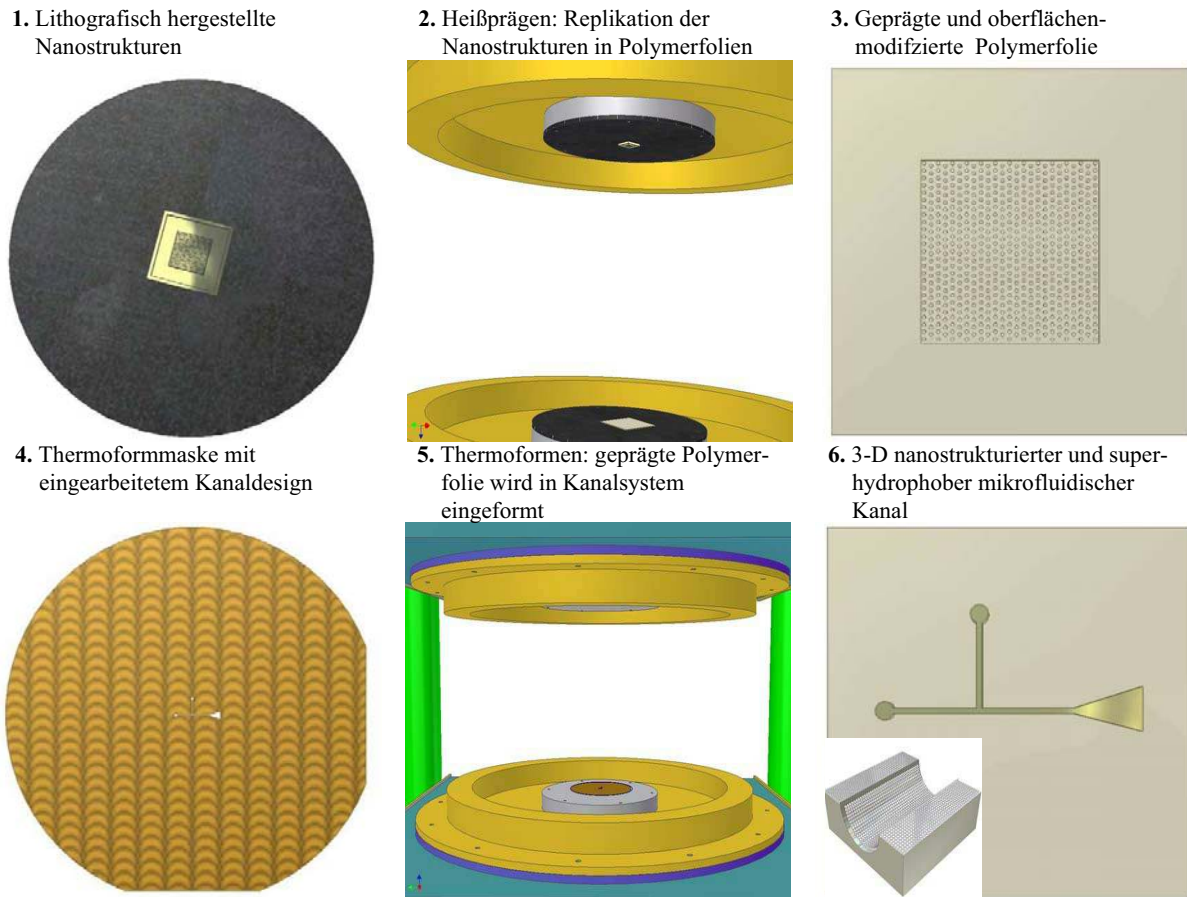 1. Lithografisch hergestellte
Nanostrukturen
2. Heißprägen: Replikation der
Nanostrukturen in Polymerfolien
3. Geprägte und oberflächen-
modifzierte Polymerfolie
4. Thermoformmaske mit
eingearbeitetem Kanaldesign
5. Thermoformen: geprägte Polymer-
folie wird in Kanalsystem
eingeformt
6. 3-D nanostrukturierter und super-
hydrophober mikrofluidischer
Kanal